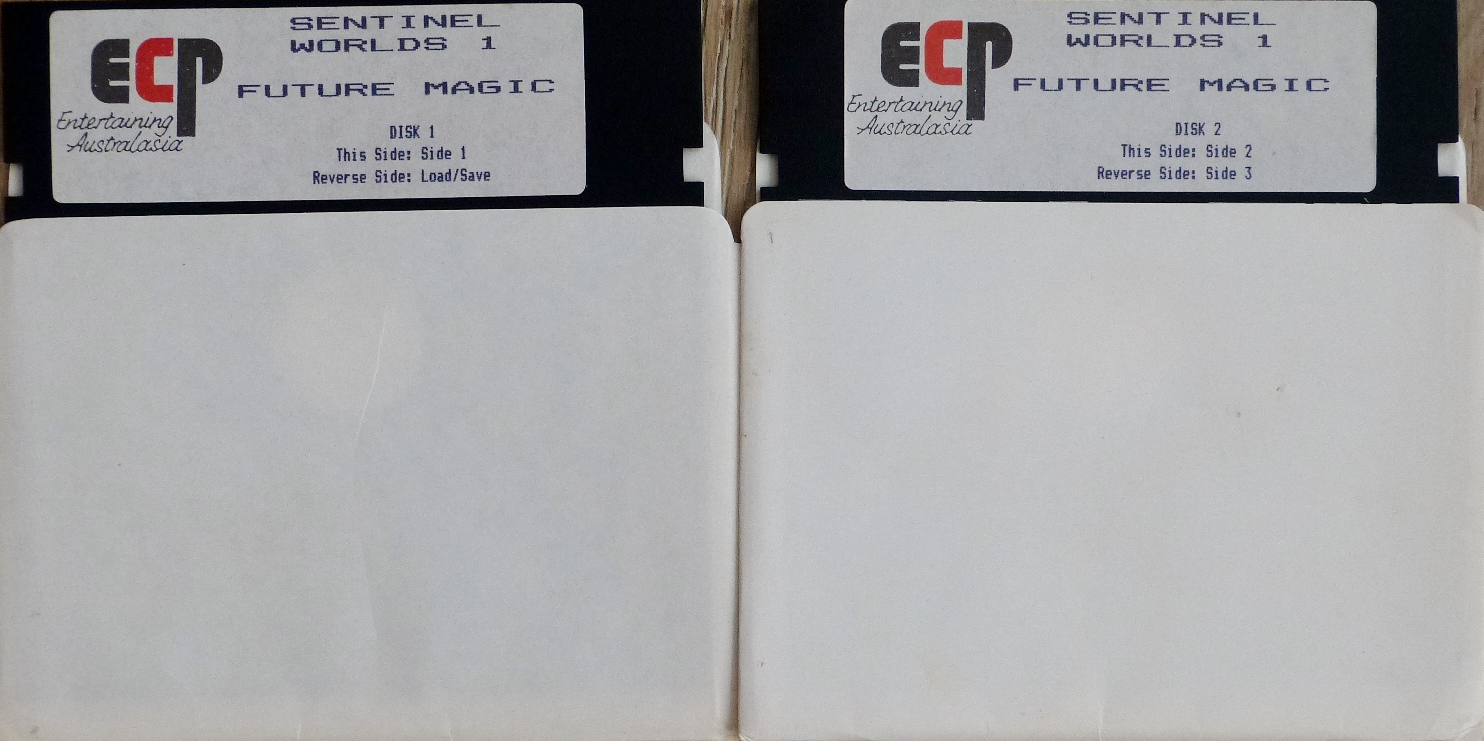 SENTINEL
WORLDS 1
ECP
FUTURE MAGIC
Entertaining
Australasia
DISK 1
This Side: Side 1
Reverse Side: Load/Save
SENTINEL
WORLDS 1
ECP
FUTURE MAGIC
Entertaining
Australasia
DISK 2
This Side: Side 2
Reverse Side: Side 3